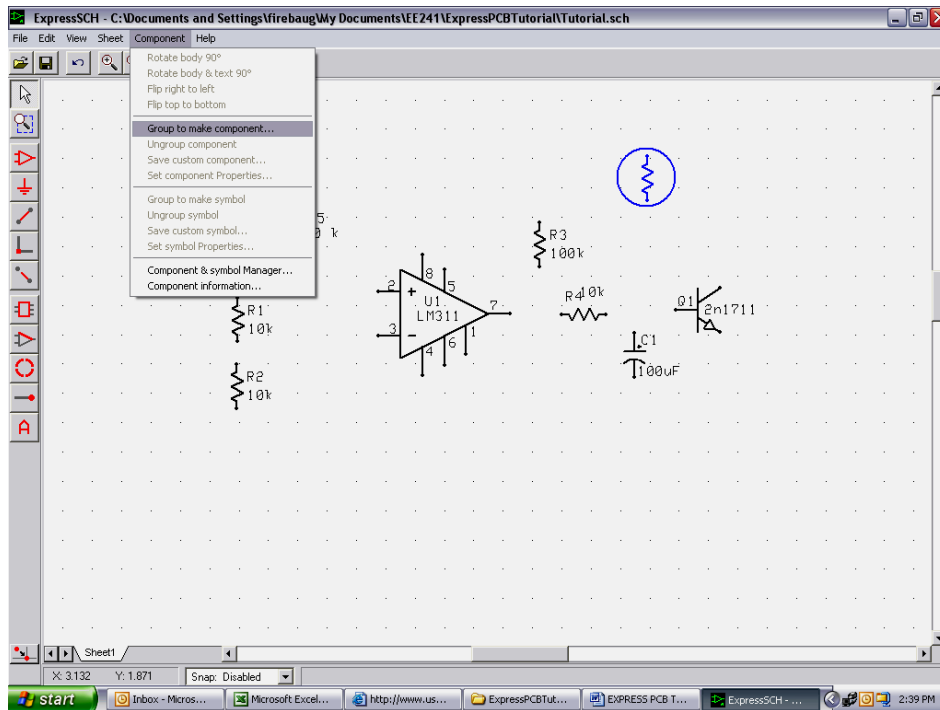 ExpressSCH - C:\Documents and Settings\firebaug\My Documents\EE241\ExpressPCBTutorial\Tutorial.sch
File Edit View Sheet Component Help
Rotate body 90°
Rotate body & text 90°
Flip right to left
Flip top to bottom
Group to make component...
Ungroup component
Save custom component...
Set component Properties...
Group to make symbol
Ungroup symbol
Save custom symbol...
Set symbol Properties...
Component & symbol Manager...
Component information...
A
5
k
R3
100k
8
2
5
+
U1
LM311
7
3
-
1
6
4
R1
10k
R2
10k
R4
10k
Q1
2n1711
C1
100uF
Sheet1
X: 3.132 Y: 1.871 Snap: Disabled
start Inbox - Micros... Microsoft Excel... http://www.us... ExpressPCBTut... EXPRESS PCB T... ExpressSCH - ... 2:39 PM